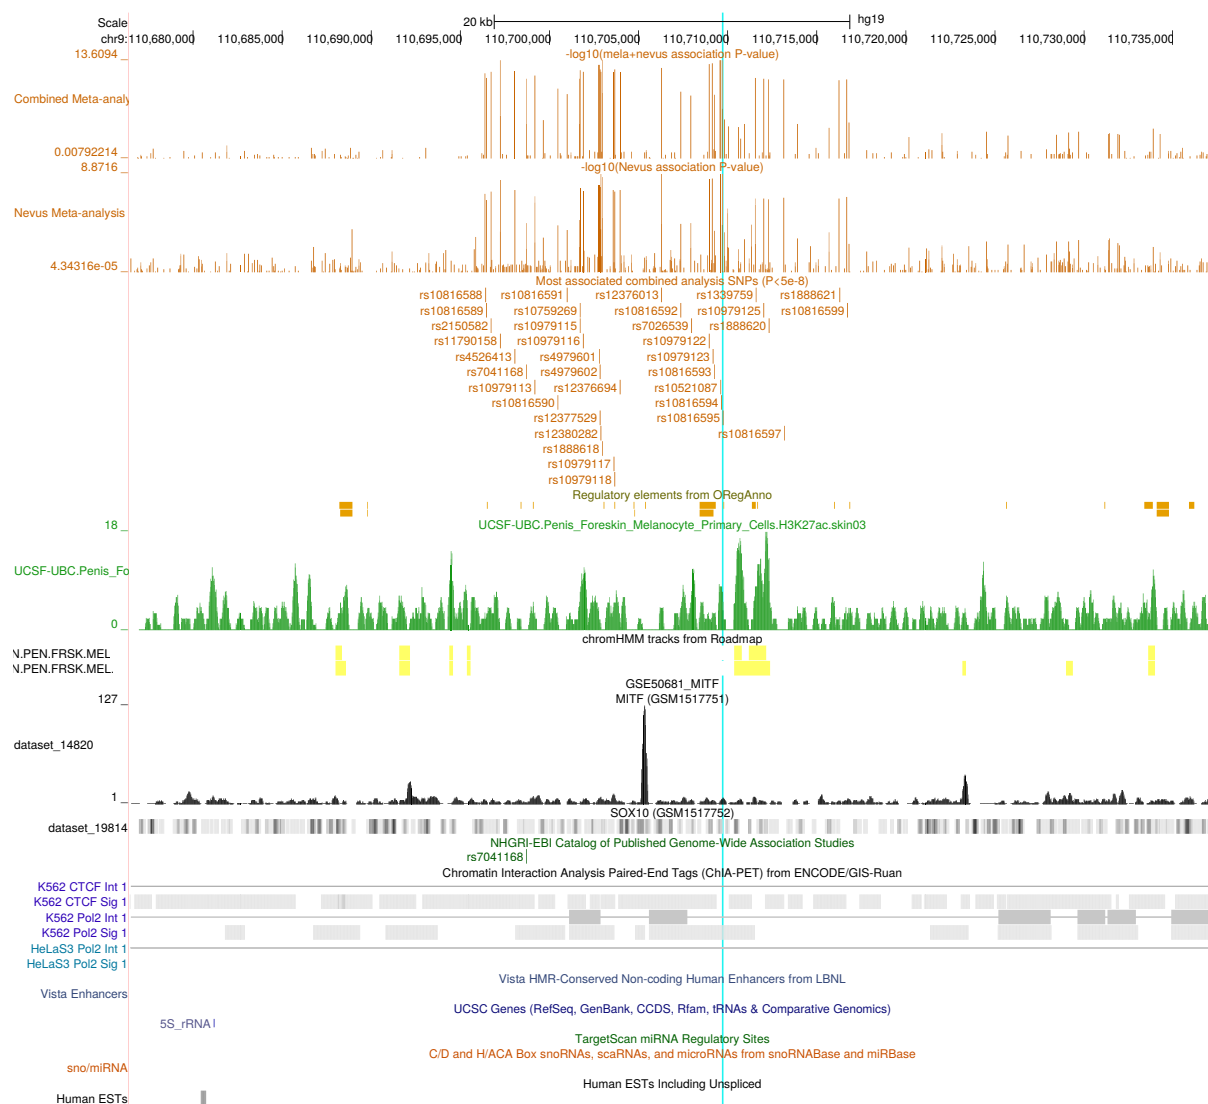 Scale 20 kb hg19
chr9: 110,680,000 110,685,000 110,690,000 110,695,000 110,700,000 110,705,000 110,710,000 110,715,000 110,720,000 110,725,000 110,730,000 110,735,000
-log10(mela+nevus association P-value)
13.6094 _
Combined Meta-analy
0.00792214 _
-log10(Nevus association P-value)
8.8716 _
Nevus Meta-analysis
4.34316e-05 _
Most associated combined analysis SNPs (P<5e-8)
rs10816588 rs10816591 rs12376013 rs1339759 rs1888621
rs10816589 rs10759269 rs10816592 rs10979125 rs10816599
rs2150582 rs10979115 rs7026539 rs1888620
rs11790158 rs10979116 rs10979122
rs4526413 rs4979601 rs10979123
rs7041168 rs4979602 rs10816593
rs10979113 rs12376694 rs10521087
rs10816590 rs10816594
rs12377529 rs10816595
rs12380282 rs10816597
rs1888618
rs10979117
rs10979118
Regulatory elements from ORegAnno
UCSF-UBC.Penis_Foreskin_Melanocyte_Primary_Cells.H3K27ac.skin03
18 _
UCSF-UBC.Penis_Fo
0 _
chromHMM tracks from Roadmap
N.PEN.FRSK.MEL
N.PEN.FRSK.MEL.
GSE50681_MITF
MITF (GSM1517751)
127 _
dataset_14820
1 _
SOX10 (GSM1517752)
dataset_19814
NHGRI-EBI Catalog of Published Genome-Wide Association Studies
rs7041168
Chromatin Interaction Analysis Paired-End Tags (ChIA-PET) from ENCODE/GIS-Ruan
K562 CTCF Int 1
K562 CTCF Sig 1
K562 Pol2 Int 1
K562 Pol2 Sig 1
HeLaS3 Pol2 Int 1
HeLaS3 Pol2 Sig 1
Vista HMR-Conserved Non-coding Human Enhancers from LBNL
Vista Enhancers
UCSC Genes (RefSeq, GenBank, CCDS, Rfam, tRNAs & Comparative Genomics)
5S_rRNA
TargetScan miRNA Regulatory Sites
C/D and H/ACA Box snoRNAs, scaRNAs, and microRNAs from snoRNABase and miRBase
sno/miRNA
Human ESTs Including Unspliced
Human ESTs